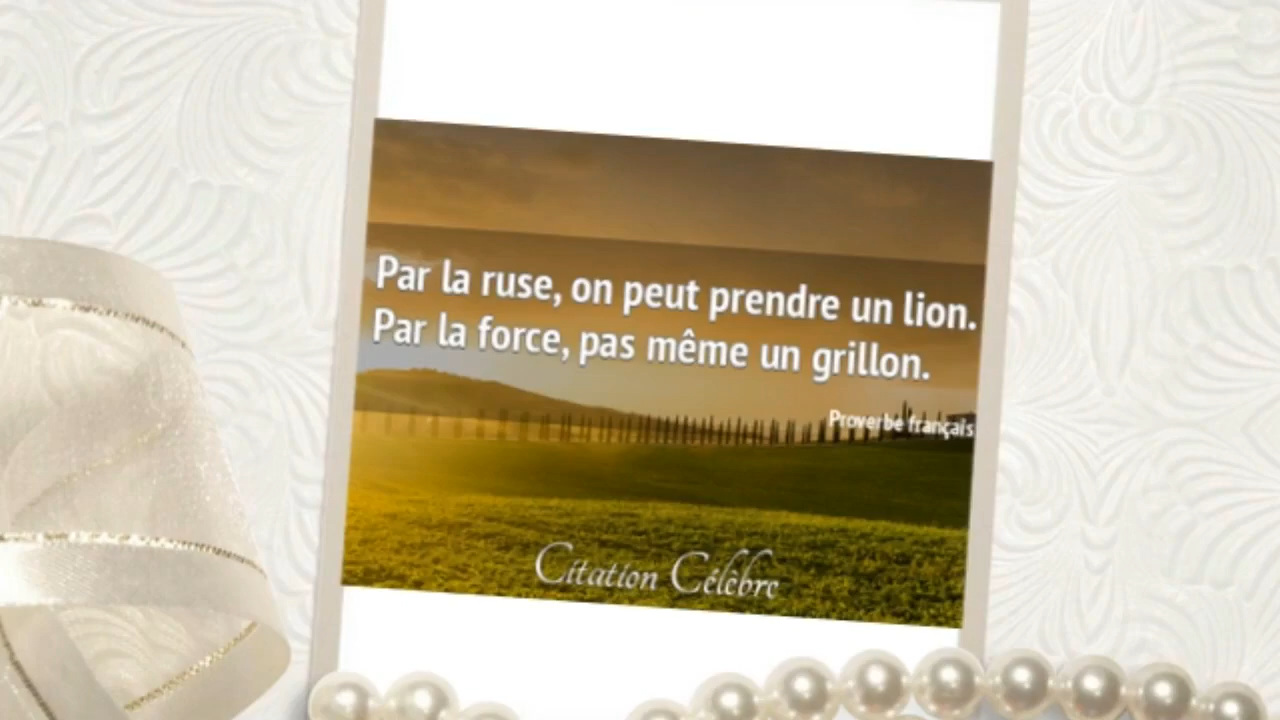 Par la ruse, on peut prendre un lion.
Par la force, pas même un grillon.
Proverbe français
Citation Célèbre